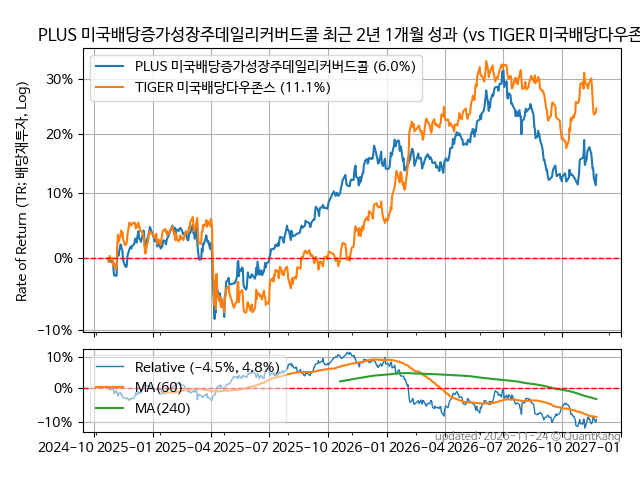 PLUS 미국배당증가성장주데일리커버드콜 최근 2년 1개월 성과 (vs TIGER 미국배당다우존
Rate of Return (TR: 배당재투자, Log)
PLUS 미국배당증가성장주데일리커버드콜 (6.0%)
TIGER 미국배당다우존스 (11.1%)
30%
20%
10%
0%
−10%
Relative (−4.5%, 4.8%)
MA(60)
MA(240)
10%
0%
−10%
2024−10 2025−01 2025−04 2025−07 2025−10 2026−01 2026−04 2026−07 2026−10 2027−01
updated: 2026−11−24 © QuantKang